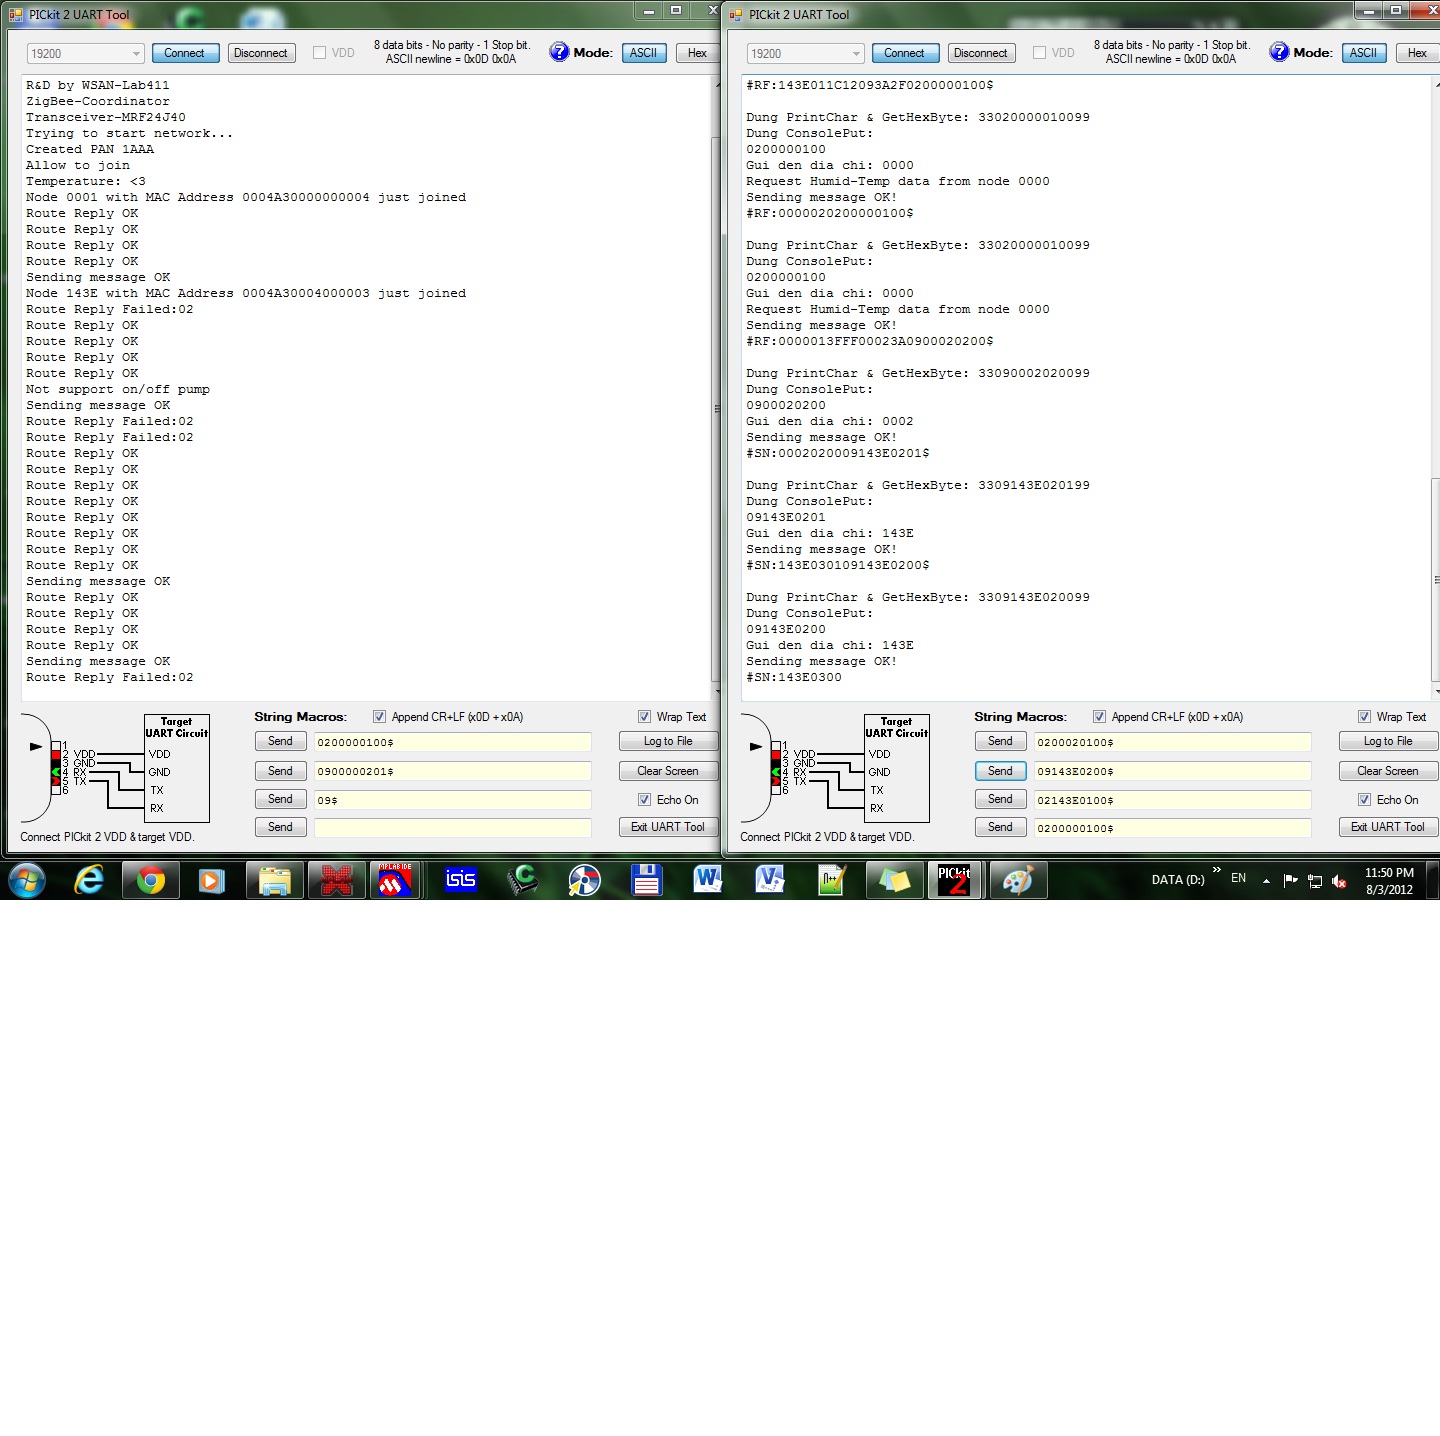 PICkit 2 UART Tool
19200
Connect
Disconnect
VDD
8 data bits - No parity - 1 Stop bit.
ASCII newline = 0x0D 0x0A
Mode:
ASCII
Hex
R&D by WSAN-Lab411
ZigBee-Coordinator
Transceiver-MRF24J40
Trying to start network...
Created PAN 1AAA
Allow to join
Temperature: <3
Node 0001 with MAC Address 0004A30000000004 just joined
Route Reply OK
Route Reply OK
Route Reply OK
Route Reply OK
Sending message OK
Node 143E with MAC Address 0004A30004000003 just joined
Route Reply Failed:02
Route Reply OK
Route Reply OK
Route Reply OK
Route Reply OK
Not support on/off pump
Sending message OK
Route Reply Failed:02
Route Reply Failed:02
Route Reply OK
Route Reply OK
Route Reply OK
Route Reply OK
Route Reply OK
Route Reply OK
Route Reply OK
Route Reply OK
Sending message OK
Route Reply OK
Route Reply OK
Route Reply OK
Route Reply OK
Sending message OK
Route Reply Failed:02
Target
UART Circuit
1
2
3
4
5
6
VDD
GND
RX
TX
VDD
GND
TX
RX
Connect PICkit 2 VDD & target VDD.
String Macros:
Append CR+LF (x0D + x0A)
Wrap Text
Send
0200000100$
Log to File
Send
0900000201$
Clear Screen
Send
09$
Echo On
Send
Exit UART Tool
PICkit 2 UART Tool
19200
Connect
Disconnect
VDD
8 data bits - No parity - 1 Stop bit.
ASCII newline = 0x0D 0x0A
Mode:
ASCII
Hex
#RF:143E011C12093A2F0200000100$
Dung PrintChar & GetHexByte: 33020000010099
Dung ConsolePut:
0200000100
Gui den dia chi: 0000
Request Humid-Temp data from node 0000
Sending message OK!
#RF:0000020200000100$
Dung PrintChar & GetHexByte: 33020000010099
Dung ConsolePut:
0200000100
Gui den dia chi: 0000
Request Humid-Temp data from node 0000
Sending message OK!
#RF:0000013FFF00023A0900020200$
Dung PrintChar & GetHexByte: 33090002020099
Dung ConsolePut:
0900020200
Gui den dia chi: 0002
Sending message OK!
#SN:0002020009143E0201$
Dung PrintChar & GetHexByte: 3309143E020199
Dung ConsolePut:
09143E0201
Gui den dia chi: 143E
Sending message OK!
#SN:143E030109143E0200$
Dung PrintChar & GetHexByte: 3309143E020099
Dung ConsolePut:
09143E0200
Gui den dia chi: 143E
Sending message OK!
#SN:143E0300
Target
UART Circuit
1
2
3
4
5
6
VDD
GND
RX
TX
VDD
GND
TX
RX
Connect PICkit 2 VDD & target VDD.
String Macros:
Append CR+LF (x0D + x0A)
Wrap Text
Send
0200020100$
Log to File
Send
09143E0200$
Clear Screen
Send
02143E0100$
Echo On
Send
0200000100$
Exit UART Tool
MPLAB IDE
isis
PICkit
2
DATA (D:)
EN
11:50 PM
8/3/2012